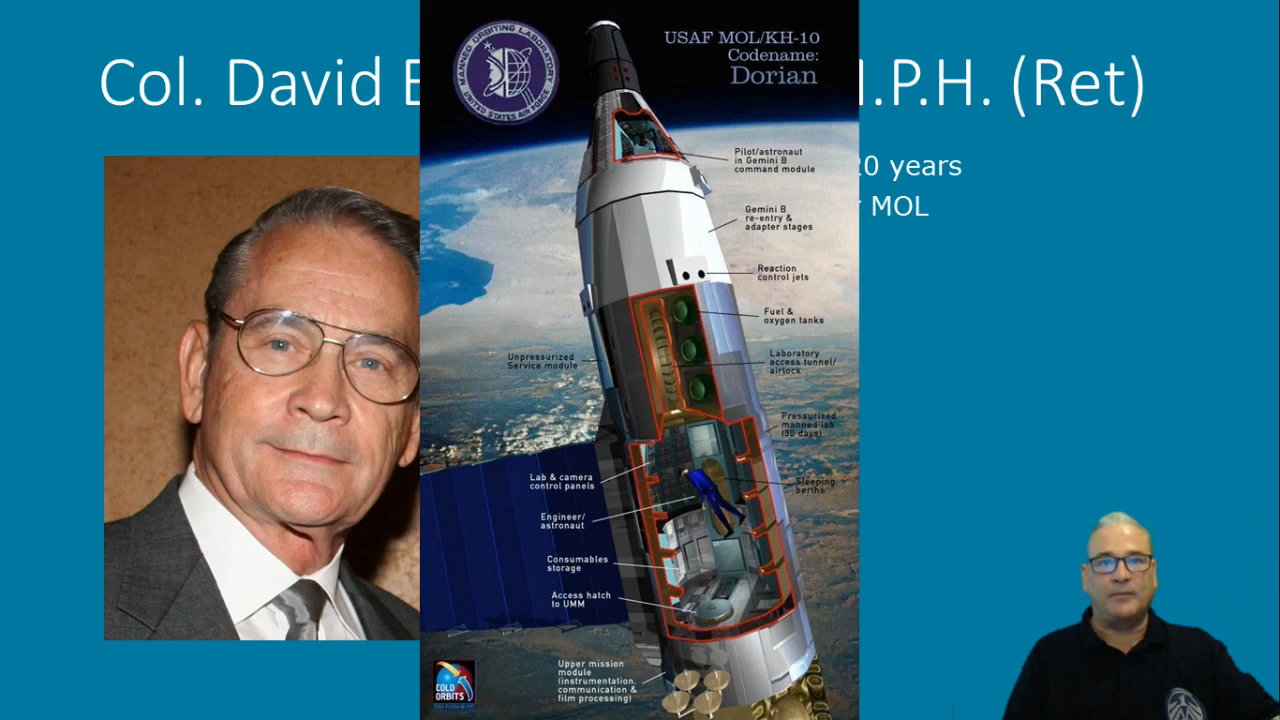 Col. David E
.P.H. (Ret)
20 years
MOL
MANNED ORBITING LABORATORY
UNITED STATES AIR FORCE
USAF MOL/KH-10
Codename:
Dorian
Pilot/astronaut
in Gemini B
command module
Gemini B
re-entry &
adapter stages
Reaction
control jets
Fuel &
oxygen tanks
Unpressurized
Service module
Laboratory
access tunnel/
airlock
Pressurized
manned lab
(30 days)
Lab & camera
control panels
Sleeping
berths
Engineer/
astronaut
Consumables
storage
Access hatch
to UMM
Upper mission
module
(instrumentation,
communication &
film processing)
COLD
ORBITS